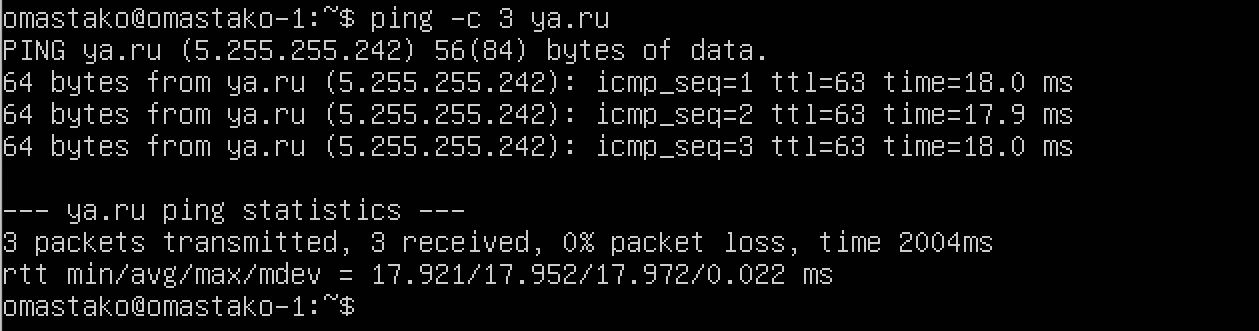 omastako@omastako-1:~$ ping -c 3 ya.ru
PING ya.ru (5.255.255.242) 56(84) bytes of data.
64 bytes from ya.ru (5.255.255.242): icmp_seq=1 ttl=63 time=18.0 ms
64 bytes from ya.ru (5.255.255.242): icmp_seq=2 ttl=63 time=17.9 ms
64 bytes from ya.ru (5.255.255.242): icmp_seq=3 ttl=63 time=18.0 ms

--- ya.ru ping statistics ---
3 packets transmitted, 3 received, 0% packet loss, time 2004ms
rtt min/avg/max/mdev = 17.921/17.952/17.972/0.022 ms
omastako@omastako-1:~$